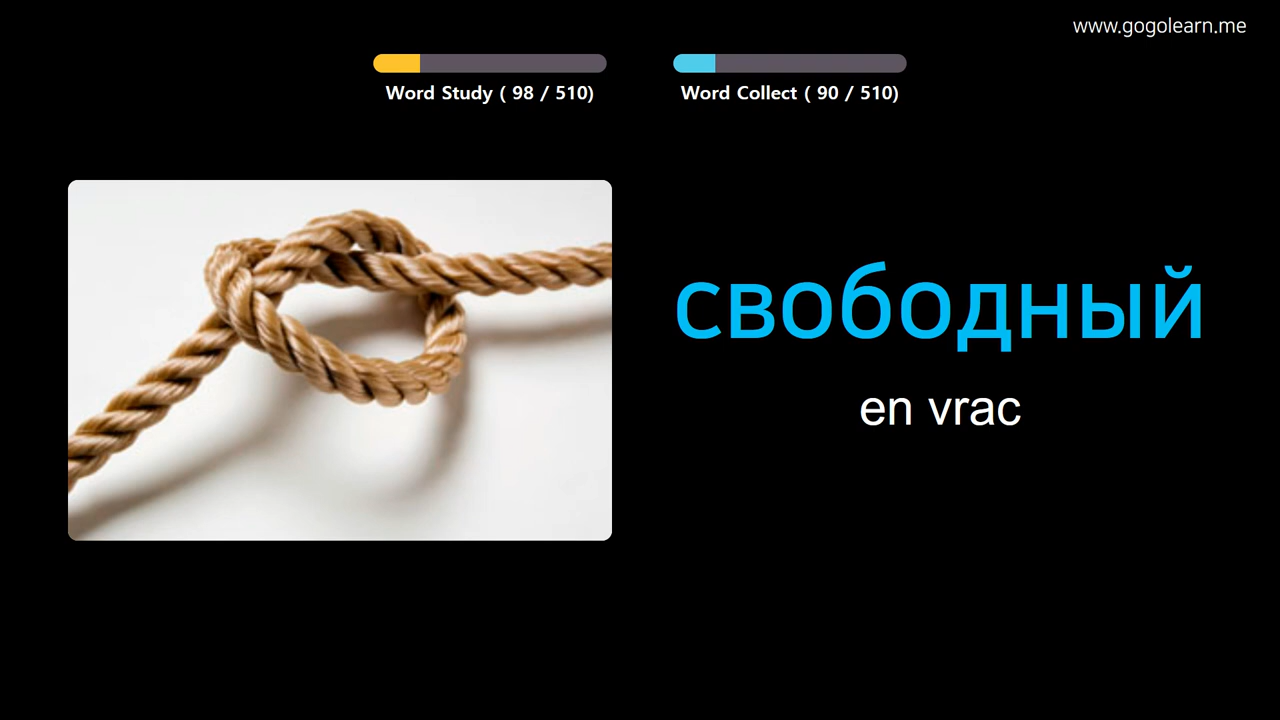 www.gogolearn.me
Word Study ( 98 / 510)
Word Collect ( 90 / 510)
свободный
en vrac